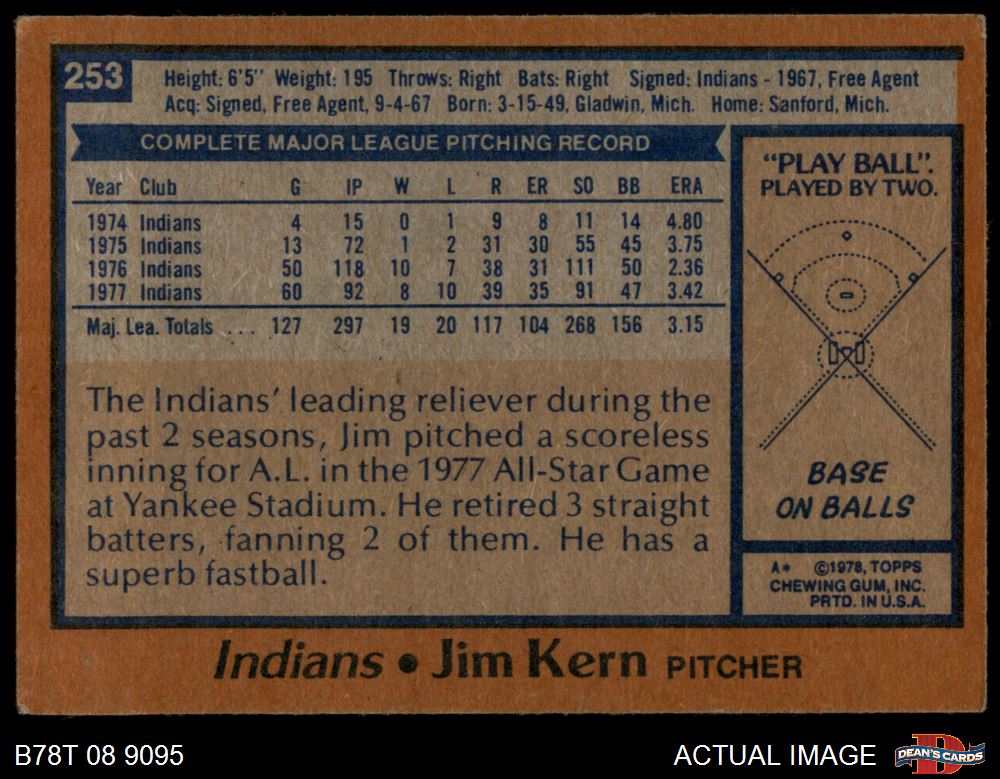 253
Height: 6'5" Weight: 195 Throws: Right Bats: Right Signed: Indians - 1967, Free Agent
Acq: Signed, Free Agent, 9-4-67 Born: 3-15-49, Gladwin, Mich. Home: Sanford, Mich.
COMPLETE MAJOR LEAGUE PITCHING RECORD
Year Club G IP W L R ER SO BB ERA
1974 Indians 4 15 0 1 9 8 11 14 4.80
1975 Indians 13 72 1 2 31 30 55 45 3.75
1976 Indians 50 118 10 7 38 31 111 50 2.36
1977 Indians 60 92 8 10 39 35 91 47 3.42
Maj. Lea. Totals . . . 127 297 19 20 117 104 268 156 3.15
The Indians' leading reliever during the
past 2 seasons, Jim pitched a scoreless
inning for A.L. in the 1977 All-Star Game
at Yankee Stadium. He retired 3 straight
batters, fanning 2 of them. He has a
superb fastball.
"PLAY BALL".
PLAYED BY TWO.
BASE
ON BALLS
A* ©1978, TOPPS
CHEWING GUM, INC.
PRTD. IN U.S.A.
Indians • Jim Kern PITCHER
B78T 08 9095
ACTUAL IMAGE
DEAN'S CARDS